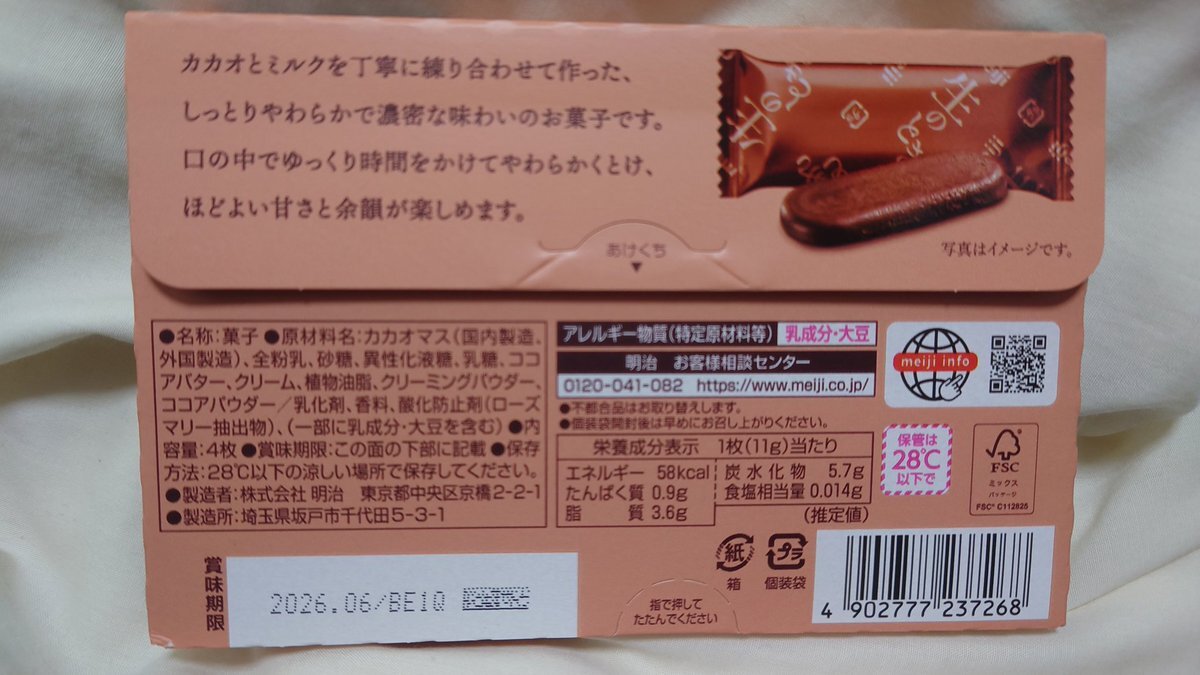 カカオとミルクを丁寧に練り合わせて作った、
しっとりやわらかで濃密な味わいのお菓子です。
口の中でゆっくり時間をかけてやわらかくとけ、
ほどよい甘さと余韻が楽しめます。
生のとき
写真はイメージです。
あけくち
●名称:菓子 ●原材料名:カカオマス(国内製造、
外国製造)、全粉乳、砂糖、異性化液糖、乳糖、ココ
アバター、クリーム、植物油脂、クリーミングパウダー、
ココアパウダー/乳化剤、香料、酸化防止剤(ローズ
マリー抽出物)、(一部に乳成分・大豆を含む) ●内
容量:4枚 ●賞味期限:この面の下部に記載 ●保存
方法:28℃以下の涼しい場所で保存してください。
●製造者:株式会社 明治 東京都中央区京橋2-2-1
●製造所:埼玉県坂戸市千代田5-3-1
アレルギー物質(特定原材料等) 乳成分・大豆
明治 お客様相談センター
0120-041-082 https://www.meiji.co.jp/
●不都合品はお取り替えします。
●個装袋開封後は早めにお召し上がりください。
栄養成分表示 1枚(11g)当たり
エネルギー 58kcal 炭水化物 5.7g
たんぱく質 0.9g 食塩相当量 0.014g
脂質 3.6g
(推定値)
meiji info
保管は
28℃
以下で
FSC
ミックス
パッケージ
FSC® C112825
賞味期限
2026.06/BE1Q
紙
箱
プラ
個装袋
指で押して
たたんでください
4 902777 237268